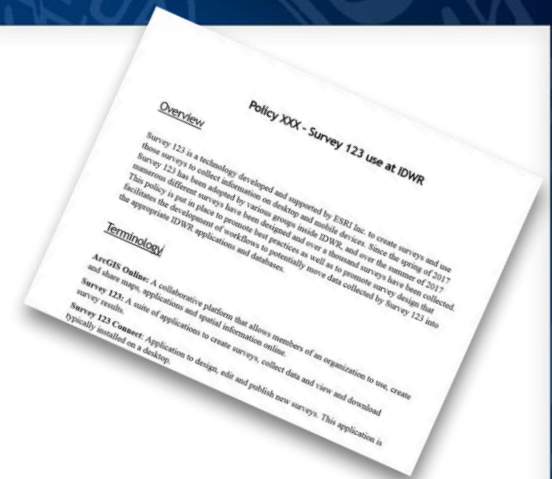 Policy XXX - Survey 123 use at IDWR
Overview
Survey 123 is a technology developed and supported by ESRI Inc. to create surveys and use
those surveys to collect information on desktop and mobile devices. Since the spring of 2017
Survey 123 has been adopted by various groups inside IDWR, and over the summer of 2017
numerous different surveys have been designed and over a thousand surveys have been collected.
This policy is put in place to promote best practices as well as to promote survey design that
facilitates the development of workflows to potentially move data collected by Survey 123 into
the appropriate IDWR applications and databases.
Terminology
ArcGIS Online: A collaborative platform that allows members of an organization to use, create
and share maps, applications and spatial information online.
Survey 123: A suite of applications to create surveys, collect data and view and download
survey results.
Survey 123 Connect: Application to design, edit and publish new surveys. This application is
typically installed on a desktop.